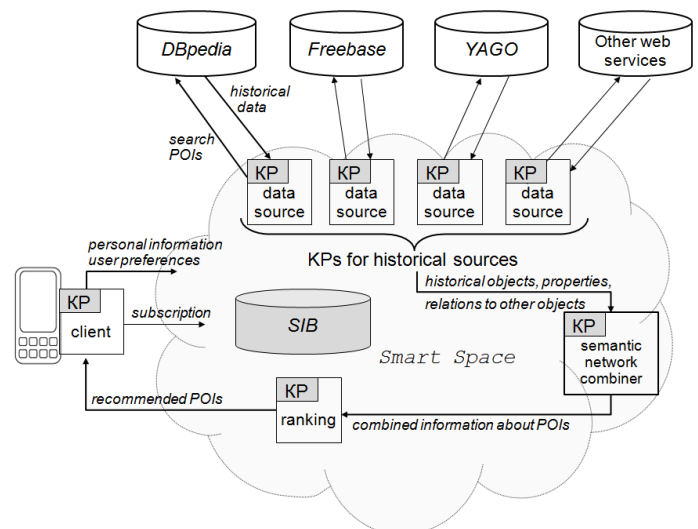 DBpedia
Freebase
YAGO
Other web
services
historical
data
search
POIs
KP
data
source
KP
data
source
KP
data
source
KP
data
source
KPs for historical sources
personal information
user preferences
historical objects, properties,
relations to other objects
KP
client
subscription
SIB
KP
semantic
network
combiner
Smart Space
KP
ranking
recommended POIs
combined information about POIs